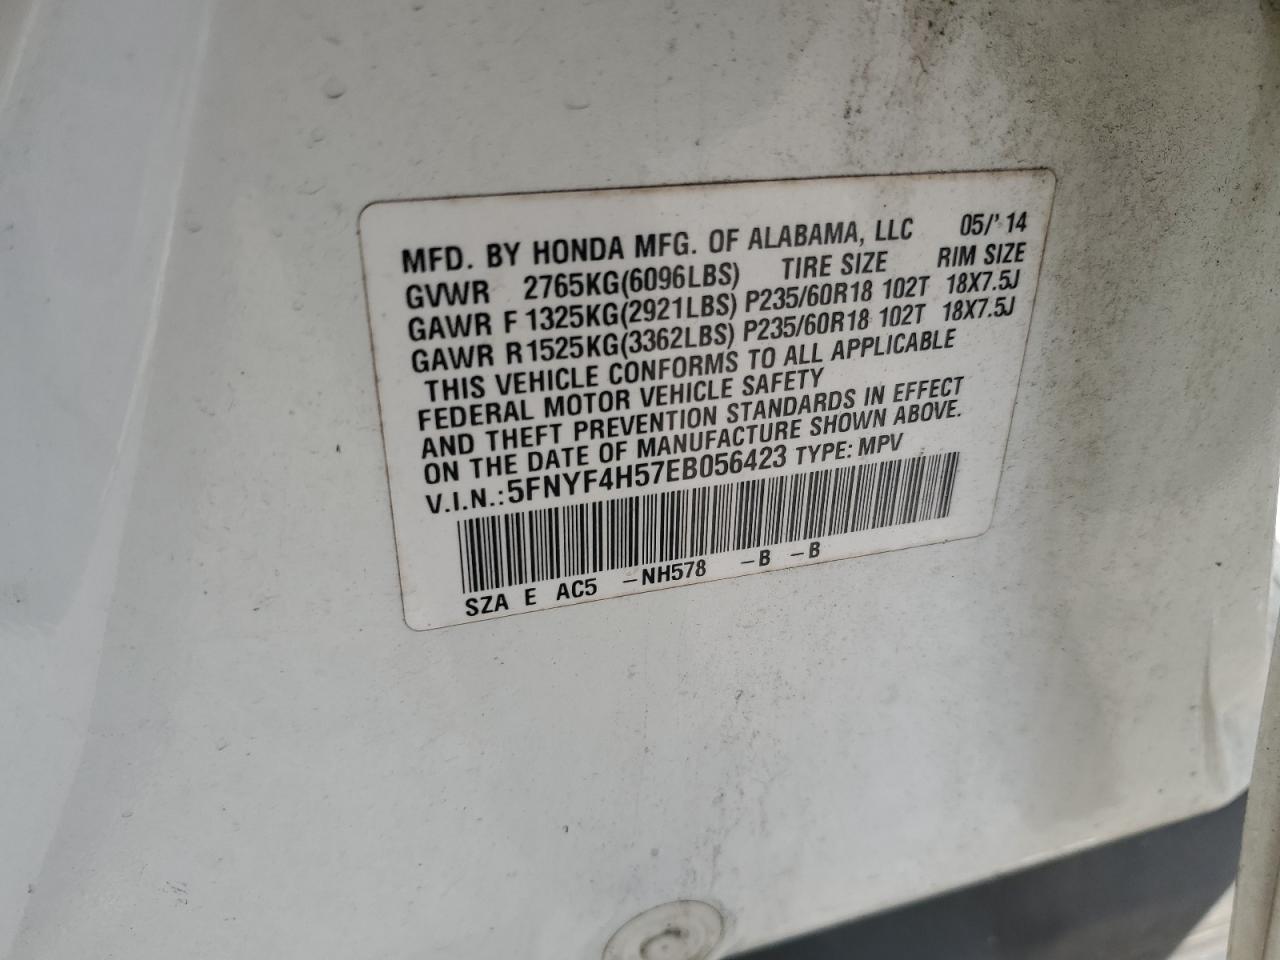 MFD. BY HONDA MFG. OF ALABAMA, LLC 05/'14
GVWR 2765KG(6096LBS) TIRE SIZE RIM SIZE
GAWR F 1325KG(2921LBS) P235/60R18 102T 18X7.5J
GAWR R 1525KG(3362LBS) P235/60R18 102T 18X7.5J
THIS VEHICLE CONFORMS TO ALL APPLICABLE
FEDERAL MOTOR VEHICLE SAFETY
AND THEFT PREVENTION STANDARDS IN EFFECT
ON THE DATE OF MANUFACTURE SHOWN ABOVE.
V.I.N.:5FNYF4H57EB056423 TYPE: MPV
SZA E AC5 -NH578 -B -B